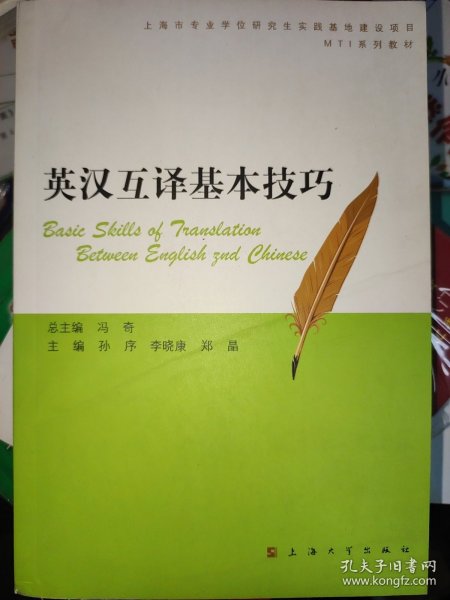 上海市专业学位研究生实践基地建设项目
MTI系列教材
英汉互译基本技巧
Basic Skills of Translation
Between English znd Chinese
总主编 冯 奇
主 编 孙 序 李晓康 郑 晶
上海大学出版社
孔夫子旧书网
www.kongfz.com